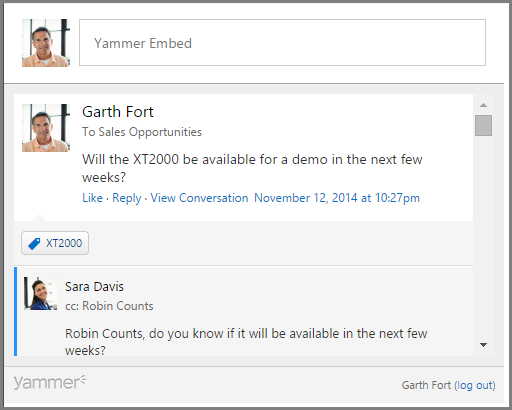 Yammer Embed
Garth Fort
To Sales Opportunities
Will the XT2000 be available for a demo in the next few
weeks?
Like · Reply · View Conversation November 12, 2014 at 10:27pm
XT2000
Sara Davis
cc: Robin Counts
Robin Counts, do you know if it will be available in the next few
weeks?
yammer
Garth Fort (log out)